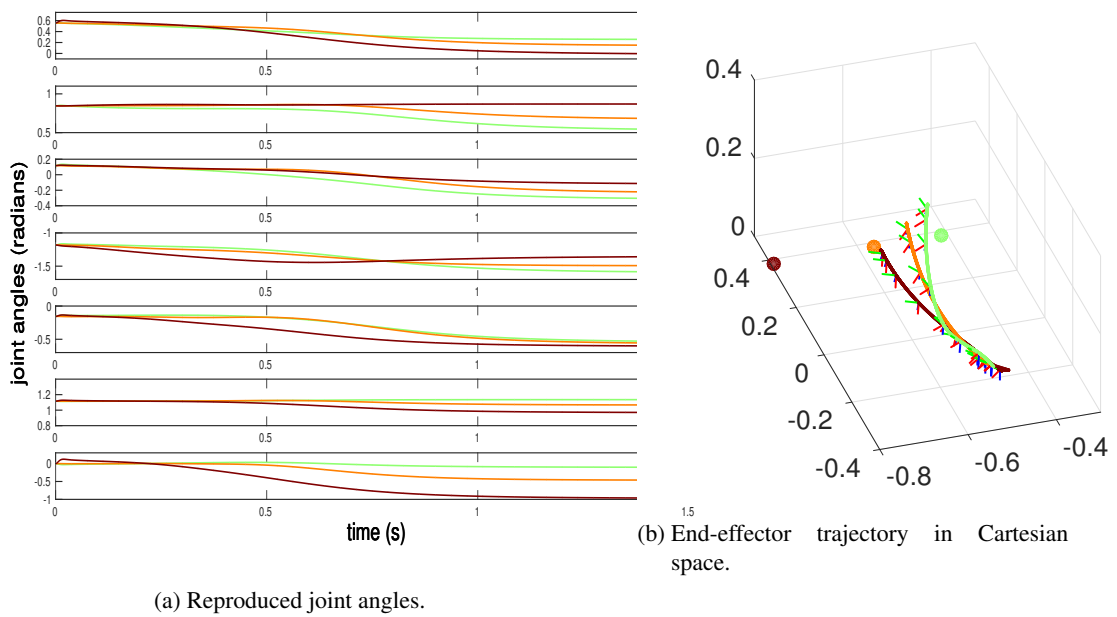 0.6
0.4
0.2
0
0 0.5 1
1
0.5
0 0.5 1
0.2
0
-0.2
-0.4
0 0.5 1
-1
-1.5
0 0.5 1
0
-0.5
0 0.5 1
1.2
1
0.8
0 0.5 1
0
-1
0 0.5 1 1.5
joint angles (radians)
time (s)
(a) Reproduced joint angles.
0.4
0.2
0
0.4
0.2
0
-0.2
-0.4
-0.8
-0.6
-0.4
(b) End-effector trajectory in Cartesian
space.